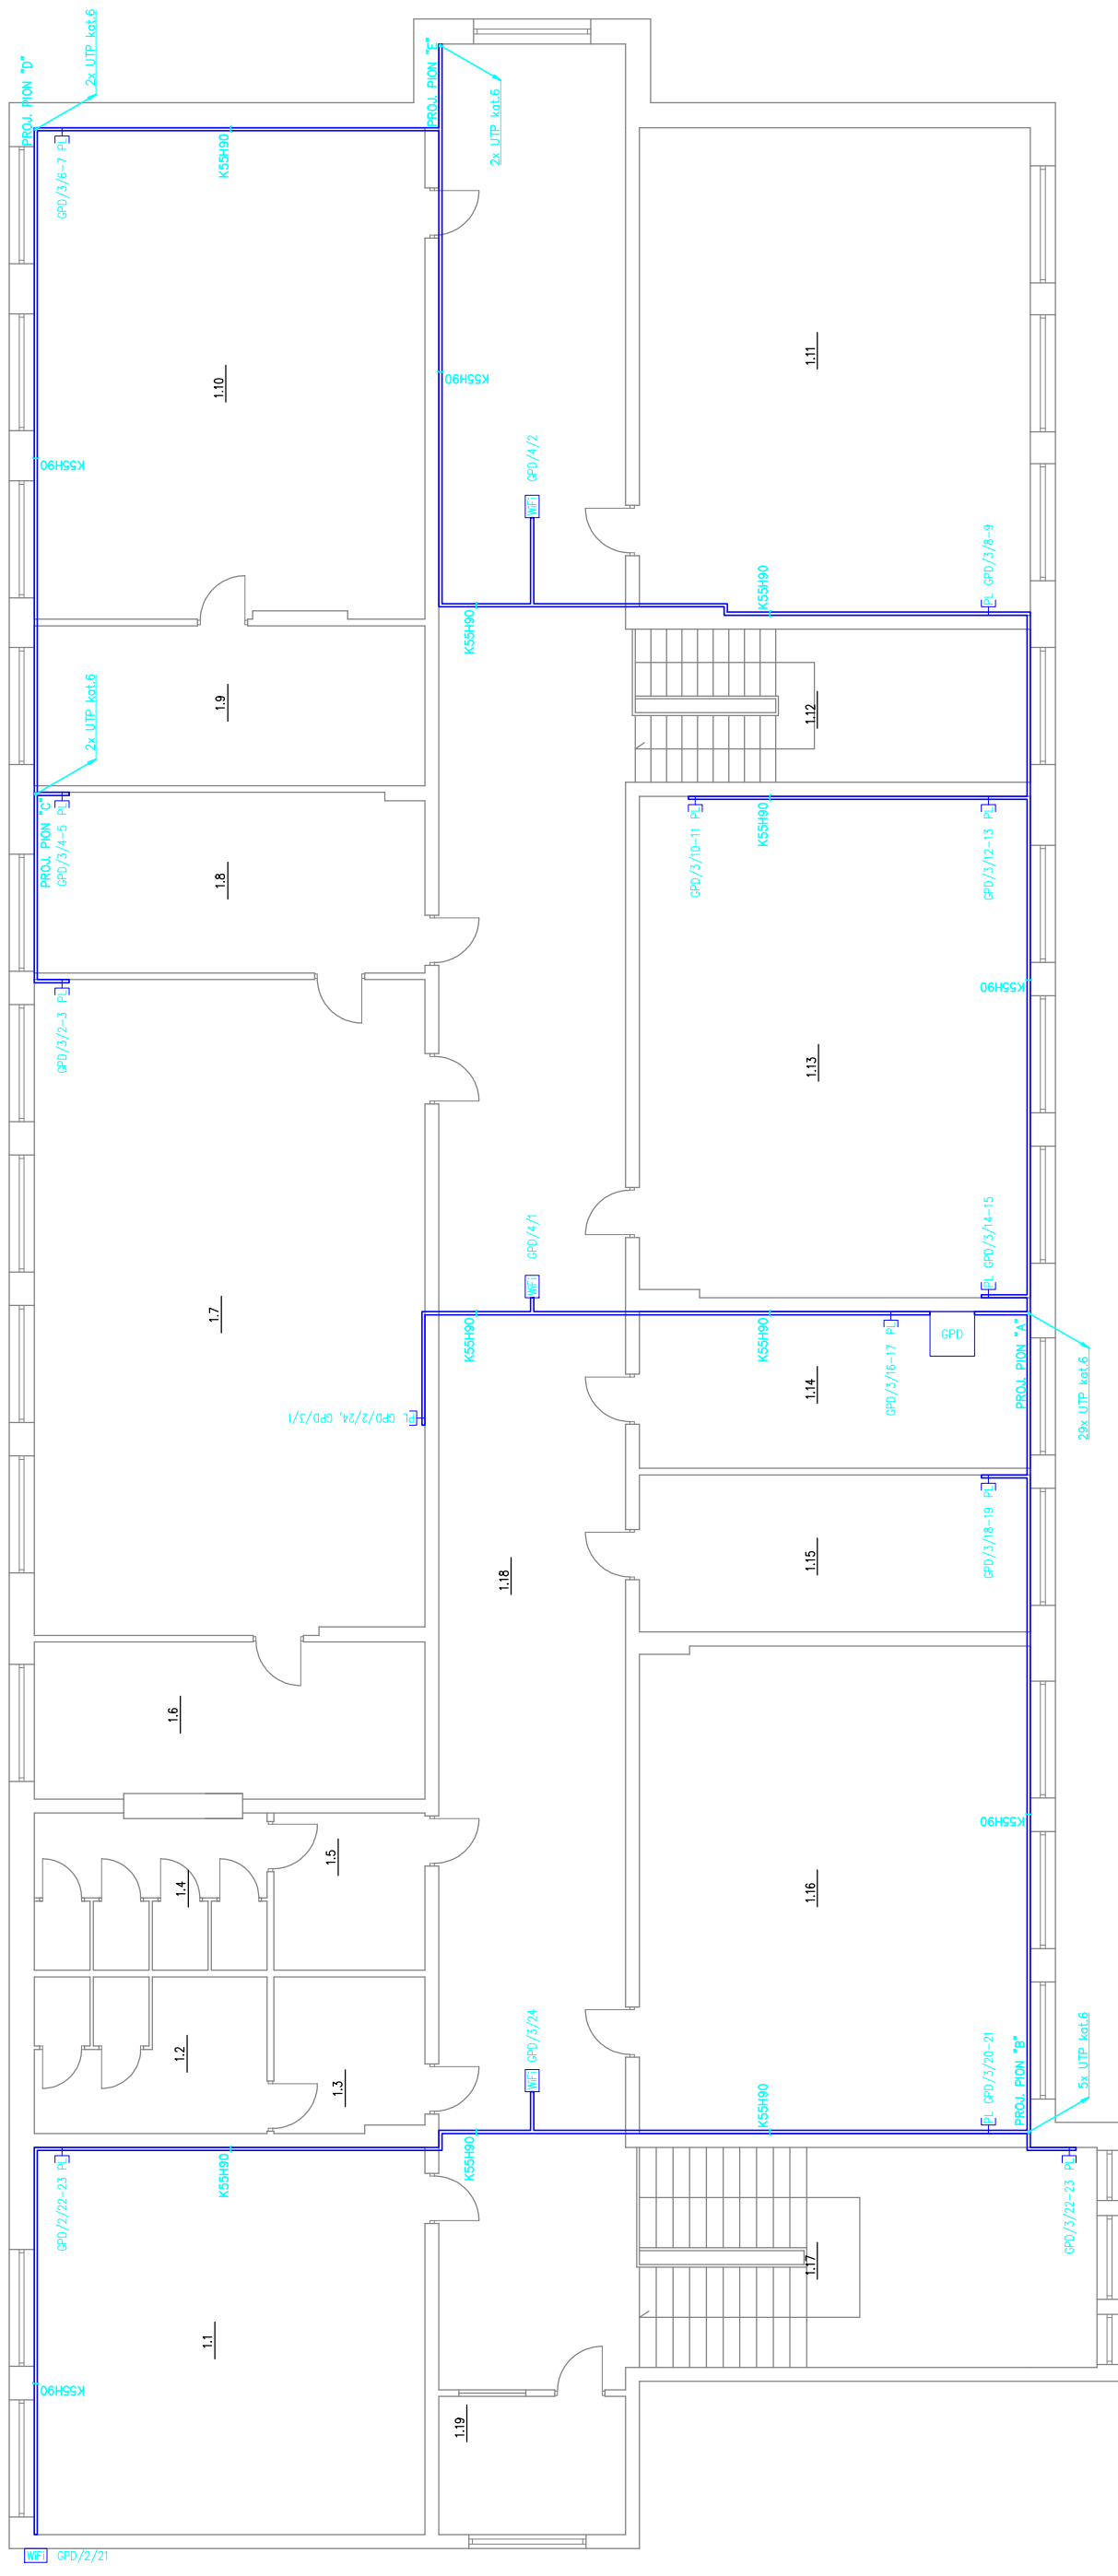 2x UTP kat.6
PROJ. PION "D"
PROJ. PION "E"
GPD/3/6-7 PL
K55H90
2x UTP kat.6
1.10
1.11
K55H90
K55H90
GPD/4/2
WiFi
PL GPD/3/8-9
K55H90
K55H90
2x UTP kat.6
1.9
1.12
PROJ. PION "C"
GPD/3/4-5 PL
1.8
GPD/3/10-11 PL
K55H90
GPD/3/12-13 PL
GPD/3/2-3 PL
K55H90
1.13
GPD/4/1
WiFi
PL GPD/3/14-15
1.7
K55H90
K55H90
GPD/3/16-17 PL
GPD
PROJ. PION "A"
29x UTP kat.6
1.14
PL GPD/2/24, GPD/3/1
1.18
1.15
GPD/3/18-19 PL
1.6
K55H90
1.5
1.4
1.16
1.2
1.3
GPD/3/24
WiFi
PL GPD/3/20-21
PROJ. PION "B"
5x UTP kat.6
K55H90
K55H90
K55H90
GPD/2/22-23 PL
GPD/3/22-23 PL
1.17
1.1
K55H90
1.19
WiFi GPD/2/21